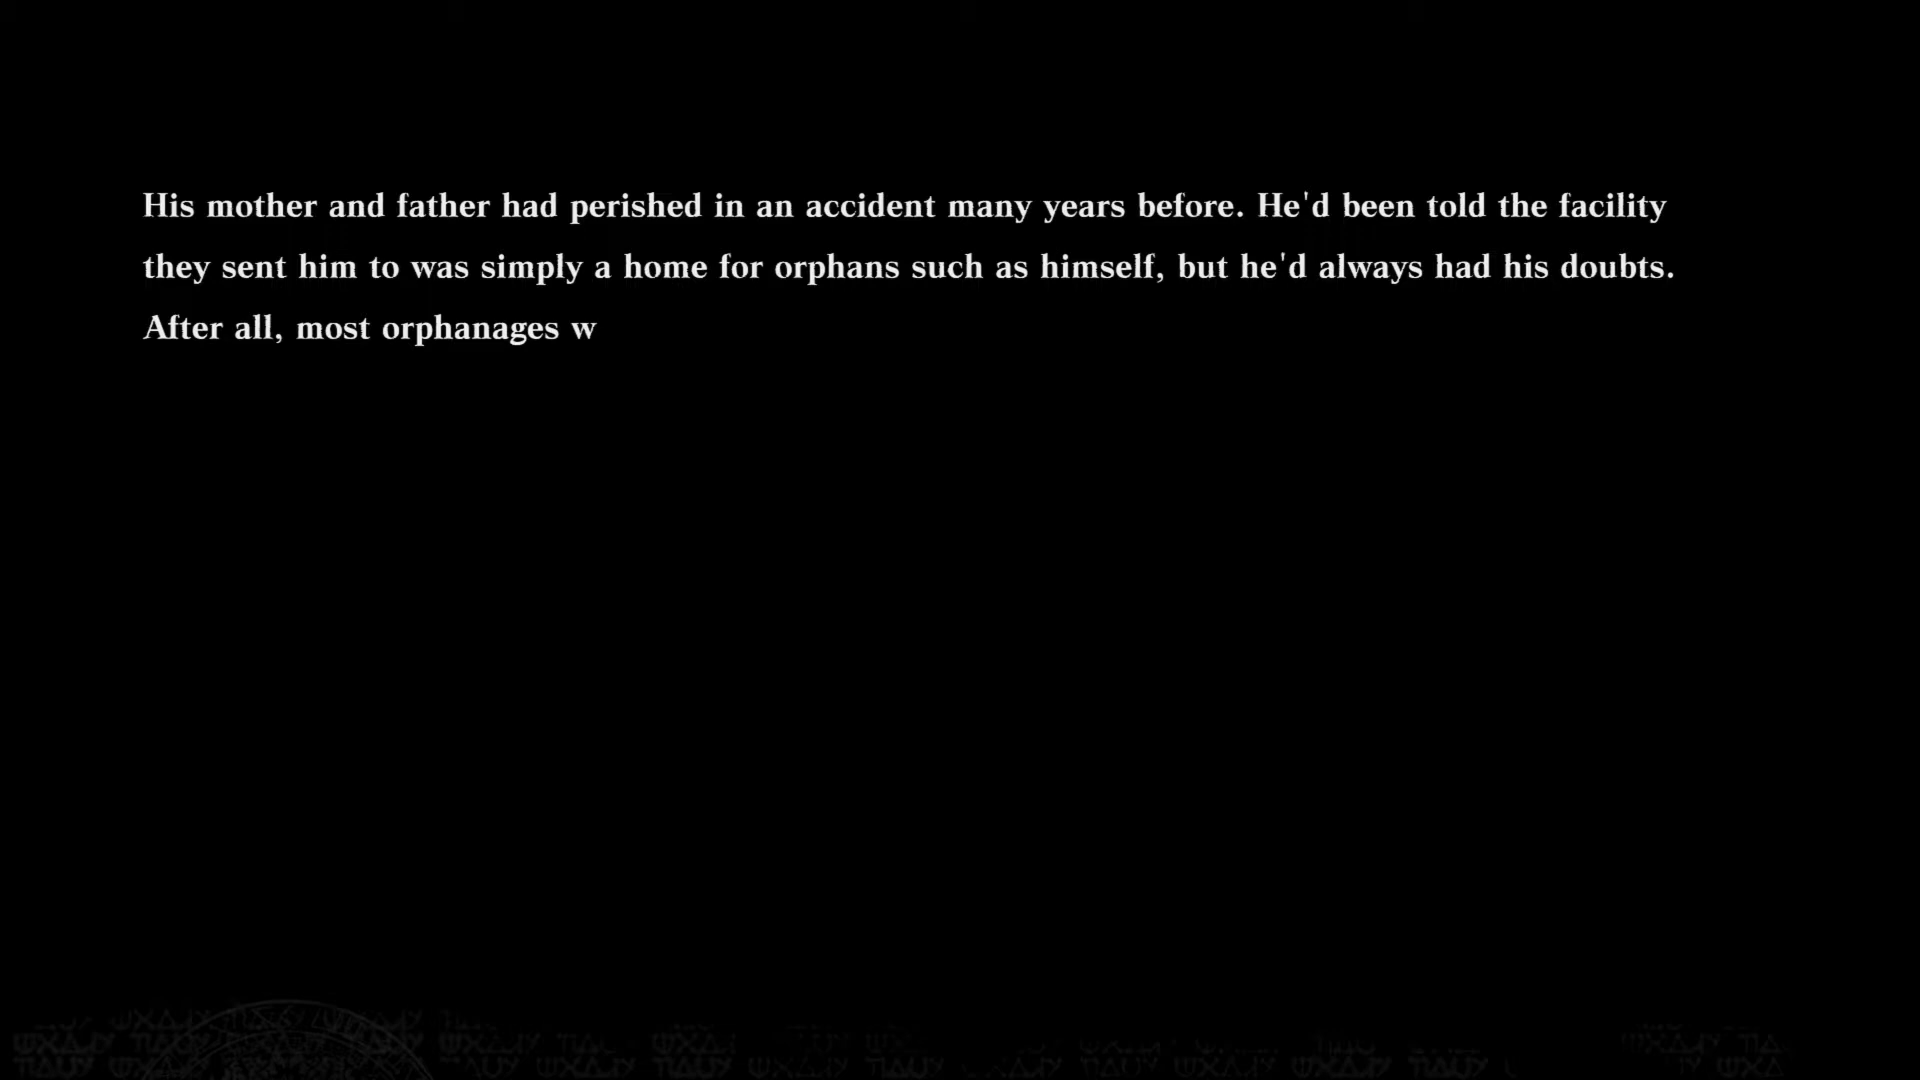 His mother and father had perished in an accident many years before. He'd been told the facility
they sent him to was simply a home for orphans such as himself, but he'd always had his doubts.
After all, most orphanages w